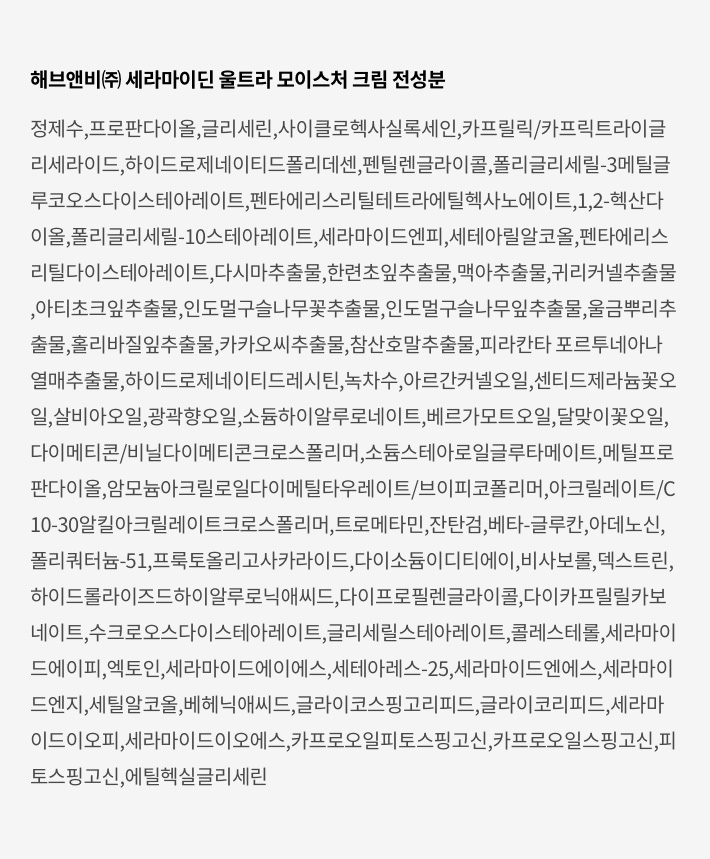 해브앤비㈜ 세라마이딘 울트라 모이스처 크림 전성분
정제수,프로판다이올,글리세린,사이클로헥사실록세인,카프릴릭/카프릭트라이글
리세라이드,하이드로제네이티드폴리데센,펜틸렌글라이콜,폴리글리세릴-3메틸글
루코오스다이스테아레이트,펜타에리스리틸테트라에틸헥사노에이트,1,2-헥산다
이올,폴리글리세릴-10스테아레이트,세라마이드엔피,세테아릴알코올,펜타에리스
리틸다이스테아레이트,다시마추출물,한련초잎추출물,맥아추출물,귀리커넬추출물
,아티초크잎추출물,인도멀구슬나무꽃추출물,인도멀구슬나무잎추출물,울금뿌리추
출물,홀리바질잎추출물,카카오씨추출물,참산호말추출물,피라칸타 포르투네아나
열매추출물,하이드로제네이티드레시틴,녹차수,아르간커넬오일,센티드제라늄꽃오
일,살비아오일,광곽향오일,소듐하이알루로네이트,베르가모트오일,달맞이꽃오일,
다이메티콘/비닐다이메티콘크로스폴리머,소듐스테아로일글루타메이트,메틸프로
판다이올,암모늄아크릴로일다이메틸타우레이트/브이피코폴리머,아크릴레이트/C
10-30알킬아크릴레이트크로스폴리머,트로메타민,잔탄검,베타-글루칸,아데노신,
폴리쿼터늄-51,프룩토올리고사카라이드,다이소듐이디티에이,비사보롤,덱스트린,
하이드롤라이즈드하이알루로닉애씨드,다이프로필렌글라이콜,다이카프릴릴카보
네이트,수크로오스다이스테아레이트,글리세릴스테아레이트,콜레스테롤,세라마이
드에이피,엑토인,세라마이드에이에스,세테아레스-25,세라마이드엔에스,세라마이
드엔지,세틸알코올,베헤닉애씨드,글라이코스핑고리피드,글라이코리피드,세라마
이드이오피,세라마이드이오에스,카프로오일피토스핑고신,카프로오일스핑고신,피
토스핑고신,에틸헥실글리세린